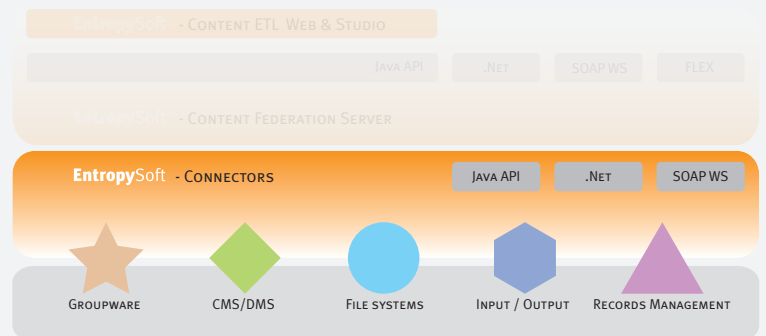 EntropySoft - Content ETL Web & Studio
Java API .Net SOAP WS FLEX
EntropySoft - Content Federation Server
EntropySoft - Connectors Java API .Net SOAP WS
Groupware CMS/DMS File systems Input / Output Records Management